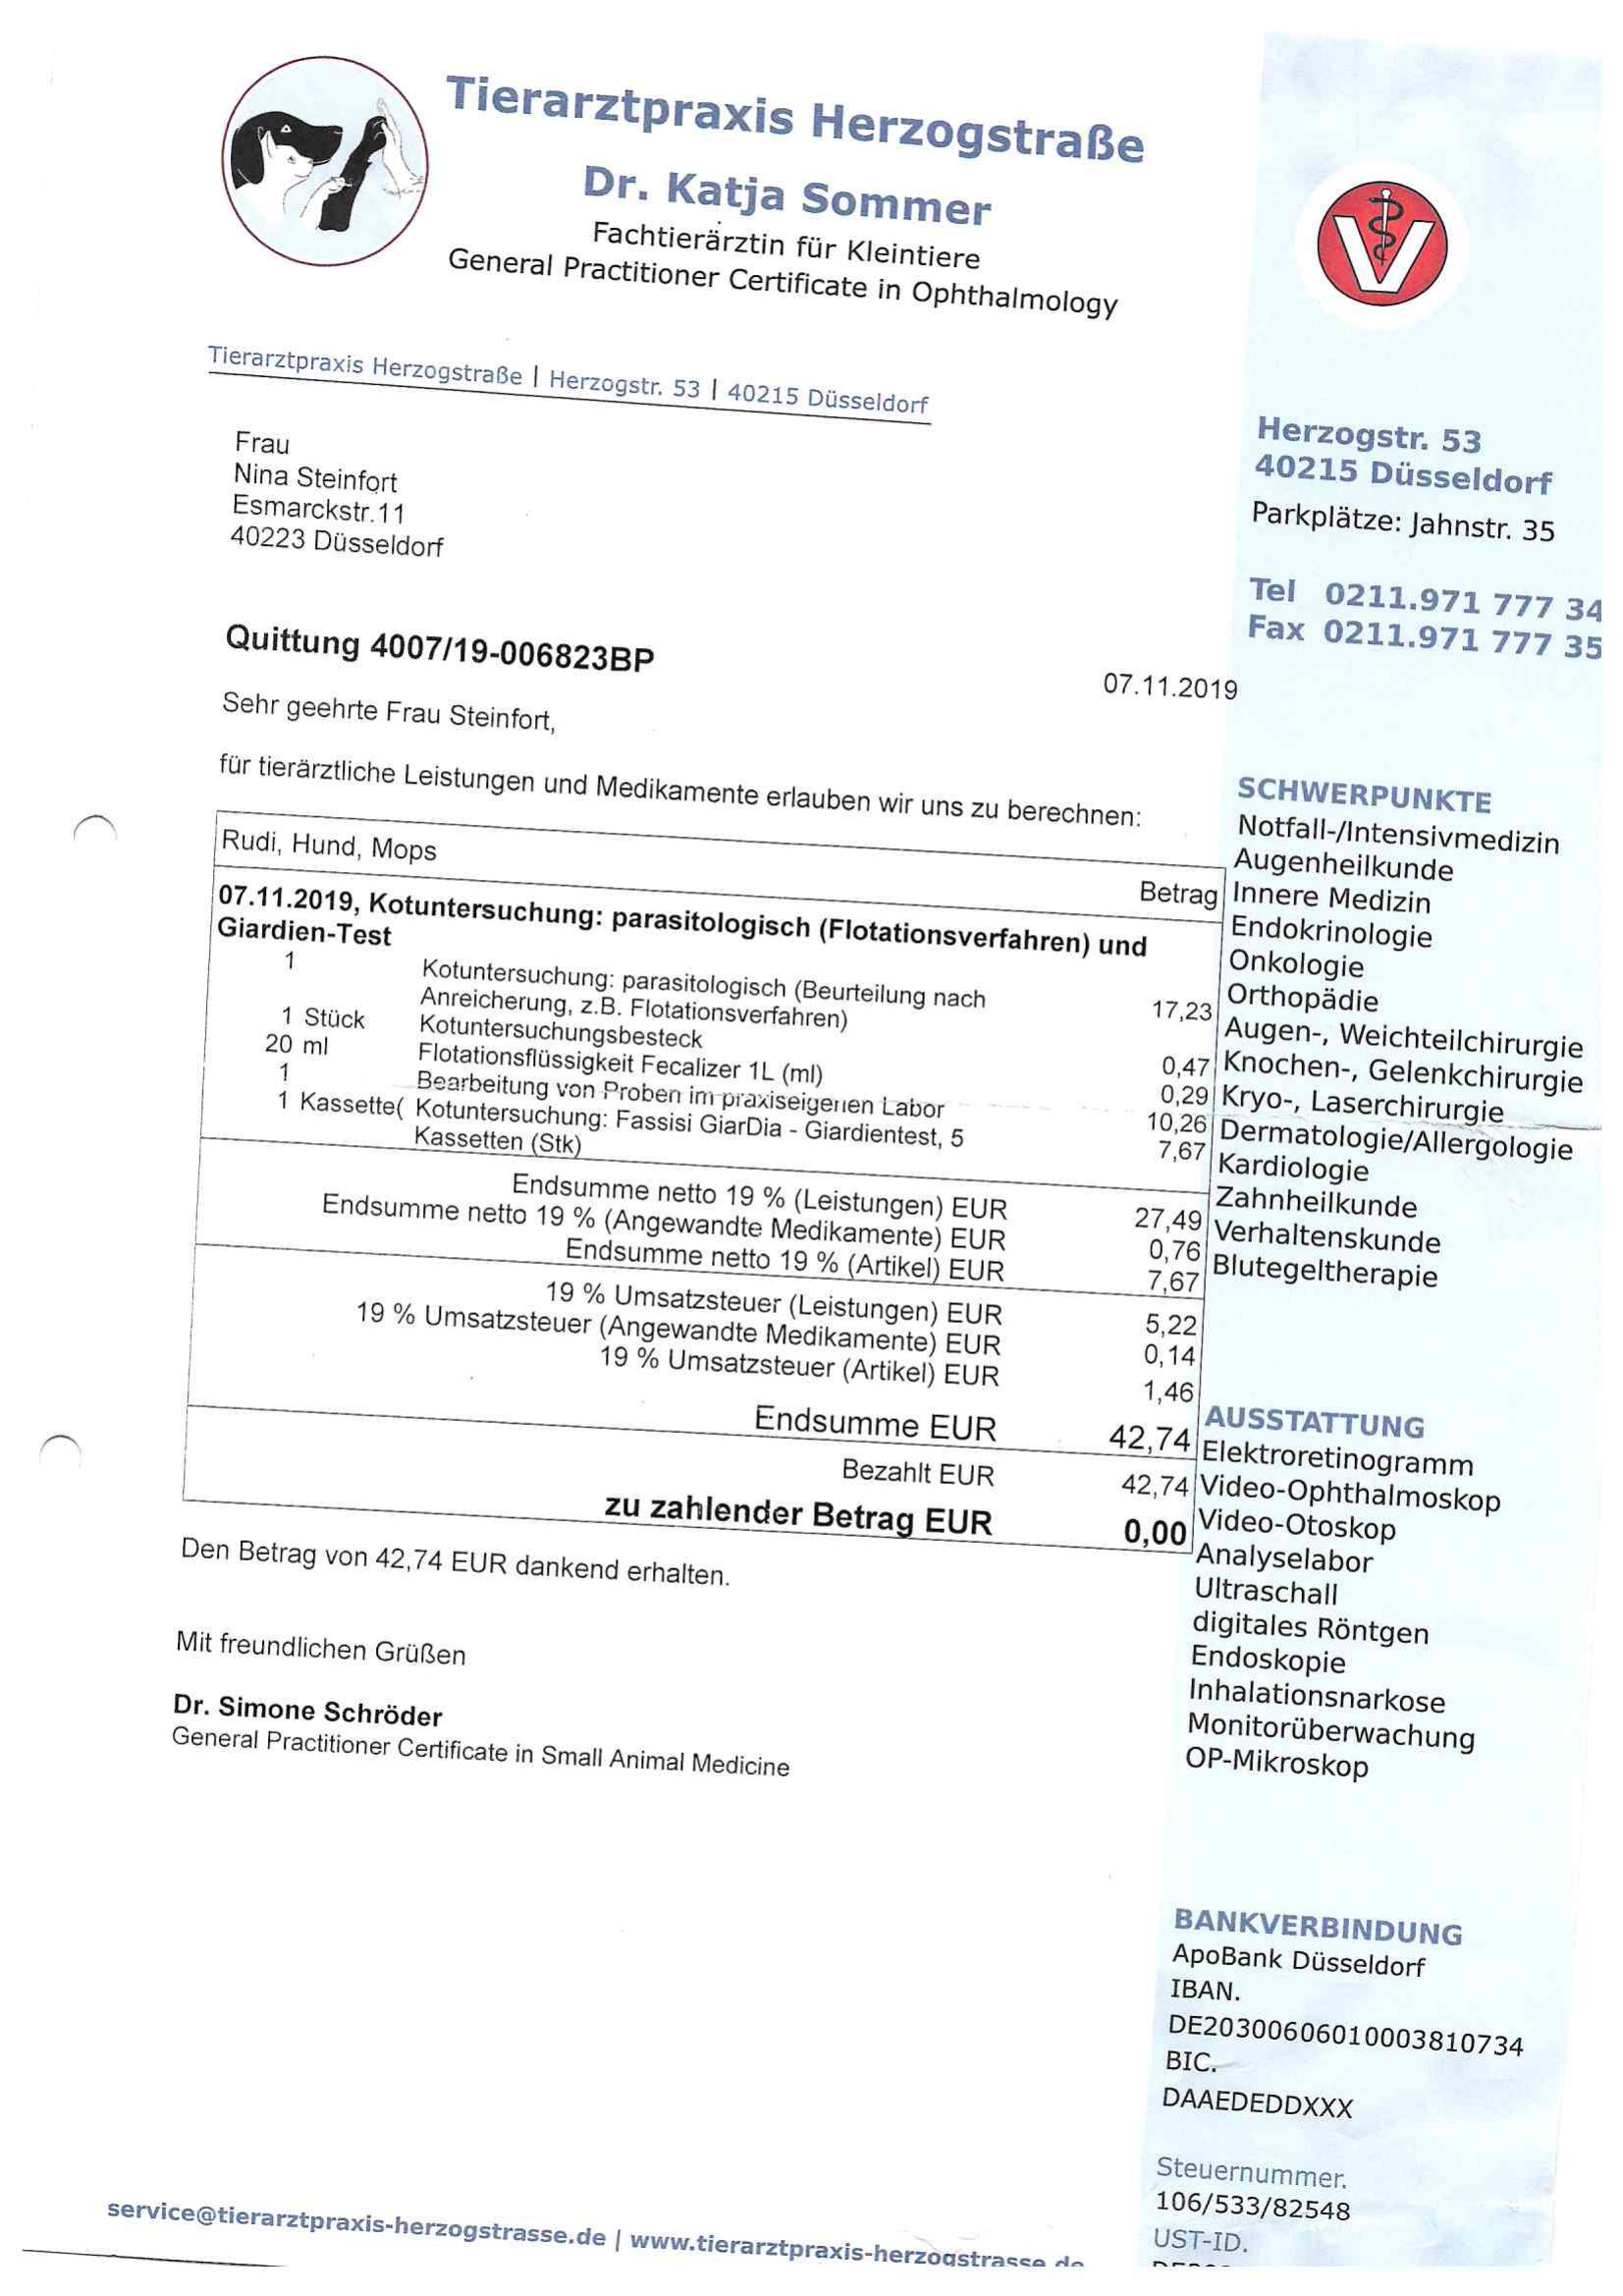 Tierarztpraxis Herzogstraße
Dr. Katja Sommer
Fachtierärztin für Kleintiere
General Practitioner Certificate in Ophthalmology
V
Tierarztpraxis Herzogstraße | Herzogstr. 53 | 40215 Düsseldorf
Frau
Nina Steinfort
Esmarckstr.11
40223 Düsseldorf
Herzogstr. 53
40215 Düsseldorf
Parkplätze: Jahnstr. 35
Tel 0211.971 777 34
Fax 0211.971 777 35
Quittung 4007/19-006823BP
07.11.2019
Sehr geehrte Frau Steinfort,
für tierärztliche Leistungen und Medikamente erlauben wir uns zu berechnen:
Rudi, Hund, Mops
Betrag
07.11.2019, Kotuntersuchung: parasitologisch (Flotationsverfahren) und
Giardien-Test
1 Kotuntersuchung: parasitologisch (Beurteilung nach
Anreicherung, z.B. Flotationsverfahren) 17,23
1 Stück Kotuntersuchungsbesteck 0,47
20 ml Flotationsflüssigkeit Fecalizer 1L (ml) 0,29
1 Bearbeitung von Proben im praxiseigenen Labor 10,26
1 Kassette( Kotuntersuchung: Fassisi GiarDia - Giardientest, 5 7,67
Kassetten (Stk)
Endsumme netto 19 % (Leistungen) EUR 27,49
Endsumme netto 19 % (Angewandte Medikamente) EUR 0,76
Endsumme netto 19 % (Artikel) EUR 7,67
19 % Umsatzsteuer (Leistungen) EUR 5,22
19 % Umsatzsteuer (Angewandte Medikamente) EUR 0,14
19 % Umsatzsteuer (Artikel) EUR 1,46
Endsumme EUR 42,74
Bezahlt EUR 42,74
zu zahlender Betrag EUR 0,00
Den Betrag von 42,74 EUR dankend erhalten.
Mit freundlichen Grüßen
Dr. Simone Schröder
General Practitioner Certificate in Small Animal Medicine
SCHWERPUNKTE
Notfall-/Intensivmedizin
Augenheilkunde
Innere Medizin
Endokrinologie
Onkologie
Orthopädie
Augen-, Weichteilchirurgie
Knochen-, Gelenkchirurgie
Kryo-, Laserchirurgie
Dermatologie/Allergologie
Kardiologie
Zahnheilkunde
Verhaltenskunde
Blutegeltherapie
AUSSTATTUNG
Elektroretinogramm
Video-Ophthalmoskop
Video-Otoskop
Analyselabor
Ultraschall
digitales Röntgen
Endoskopie
Inhalationsnarkose
Monitorüberwachung
OP-Mikroskop
BANKVERBINDUNG
ApoBank Düsseldorf
IBAN.
DE20300606010003810734
BIC.
DAAEDEDDXXX
Steuernummer.
106/533/82548
UST-ID.
service@tierarztpraxis-herzogstrasse.de | www.tierarztpraxis-herzogstrasse.de